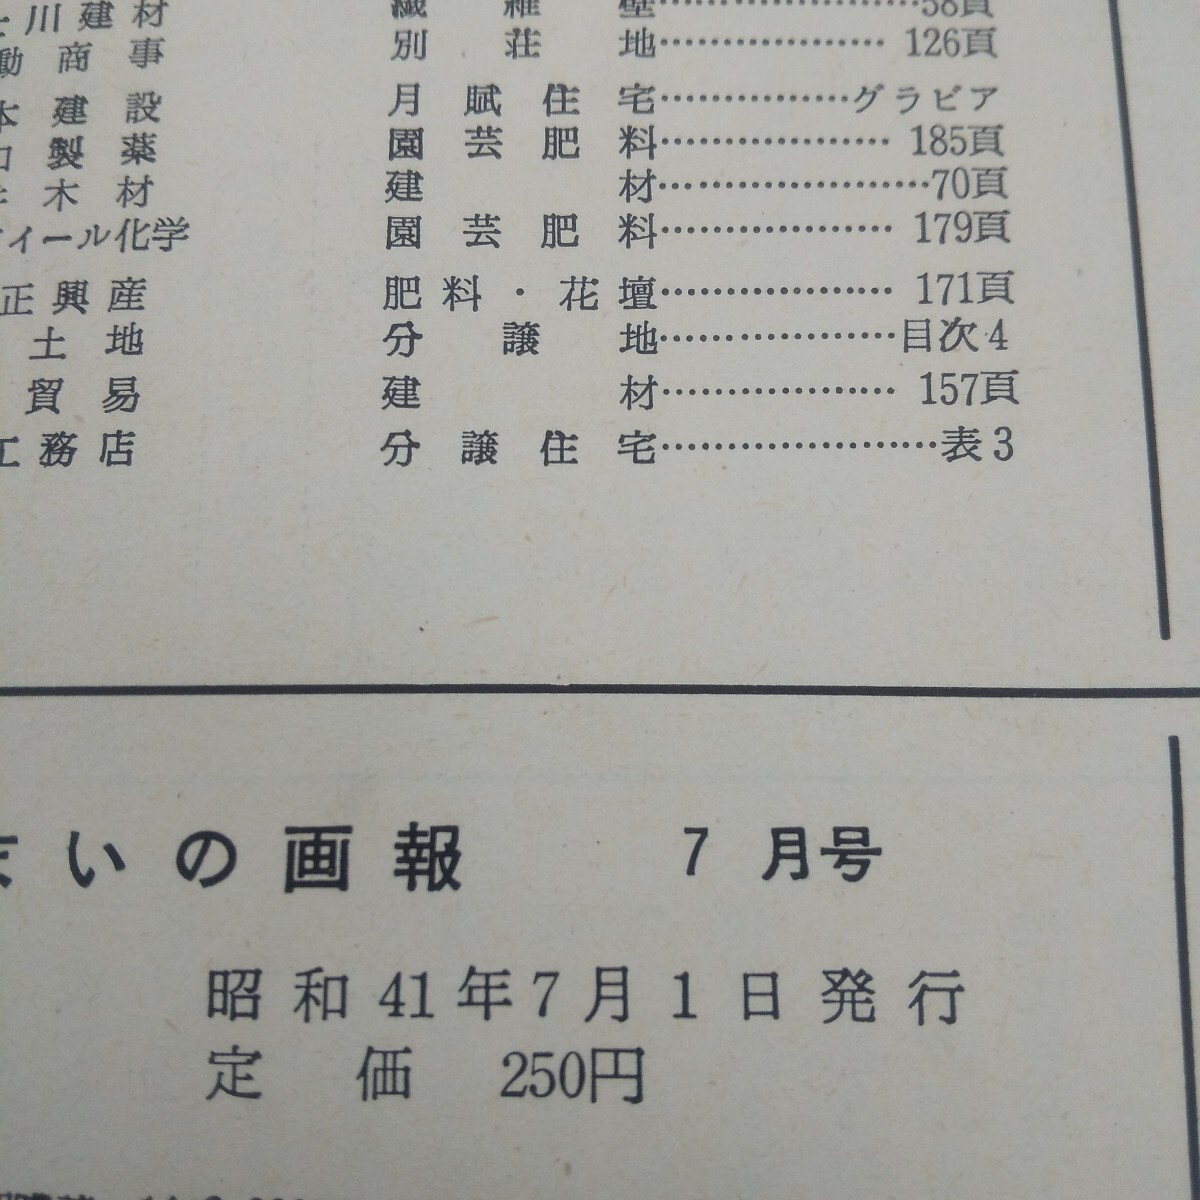 川建材 繊維壁…………………58頁
働商事 別荘地……………… 126頁
本建設 月賦住宅……………グラビア
製薬 園芸肥料……………… 185頁
木材 建材…………………70頁
ィール化学 園芸肥料……………… 179頁
正興産 肥料・花壇……………… 171頁
土地 分譲地………………目次4
貿易 建材……………… 157頁
工務店 分譲住宅…………………表3
まいの画報 7月号
昭和41年7月1日発行
定価 250円